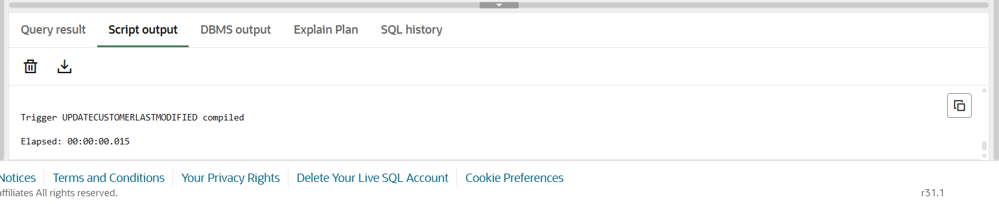 Query result Script output DBMS output Explain Plan SQL history
Trigger UPDATECUSTOMERLASTMODIFIED compiled
Elapsed: 00:00:00.015
Notices Terms and Conditions Your Privacy Rights Delete Your Live SQL Account Cookie Preferences
affiliates All rights reserved. r31.1